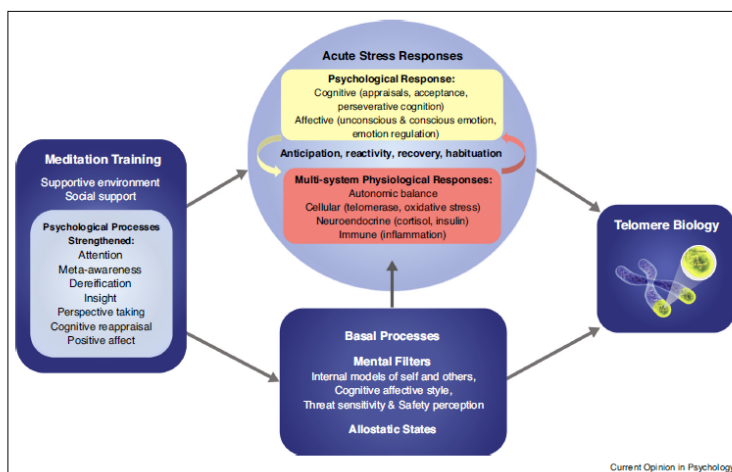 Acute Stress Responses
Psychological Response:
Cognitive (appraisals, acceptance,
perseverative cognition)
Affective (unconscious & conscious emotion,
emotion regulation)
Anticipation, reactivity, recovery, habituation
Multi-system Physiological Responses:
Autonomic balance
Cellular (telomerase, oxidative stress)
Neuroendocrine (cortisol, insulin)
Immune (inflammation)
Meditation Training
Supportive environment
Social support
Psychological Processes
Strengthened:
Attention
Meta-awareness
Dereification
Insight
Perspective taking
Cognitive reappraisal
Positive affect
Telomere Biology
Basal Processes
Mental Filters
Internal models of self and others,
Cognitive affective style,
Threat sensitivity & Safety perception
Allostatic States
Current Opinion in Psychology